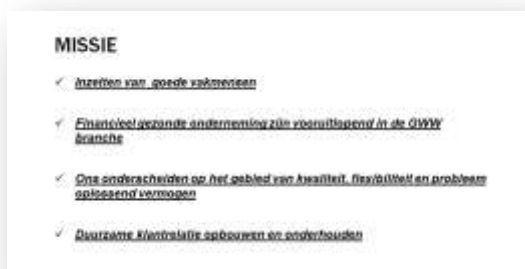 MISSIE
✓ Inzetten van goede vakmensen
✓ Financieel gezonde onderneming zijn vooruitlopend in de GWW
branche
✓ Ons onderscheiden op het gebied van kwaliteit, flexibiliteit en probleem
oplossend vermogen
✓ Duurzame klantrelatie opbouwen en onderhouden